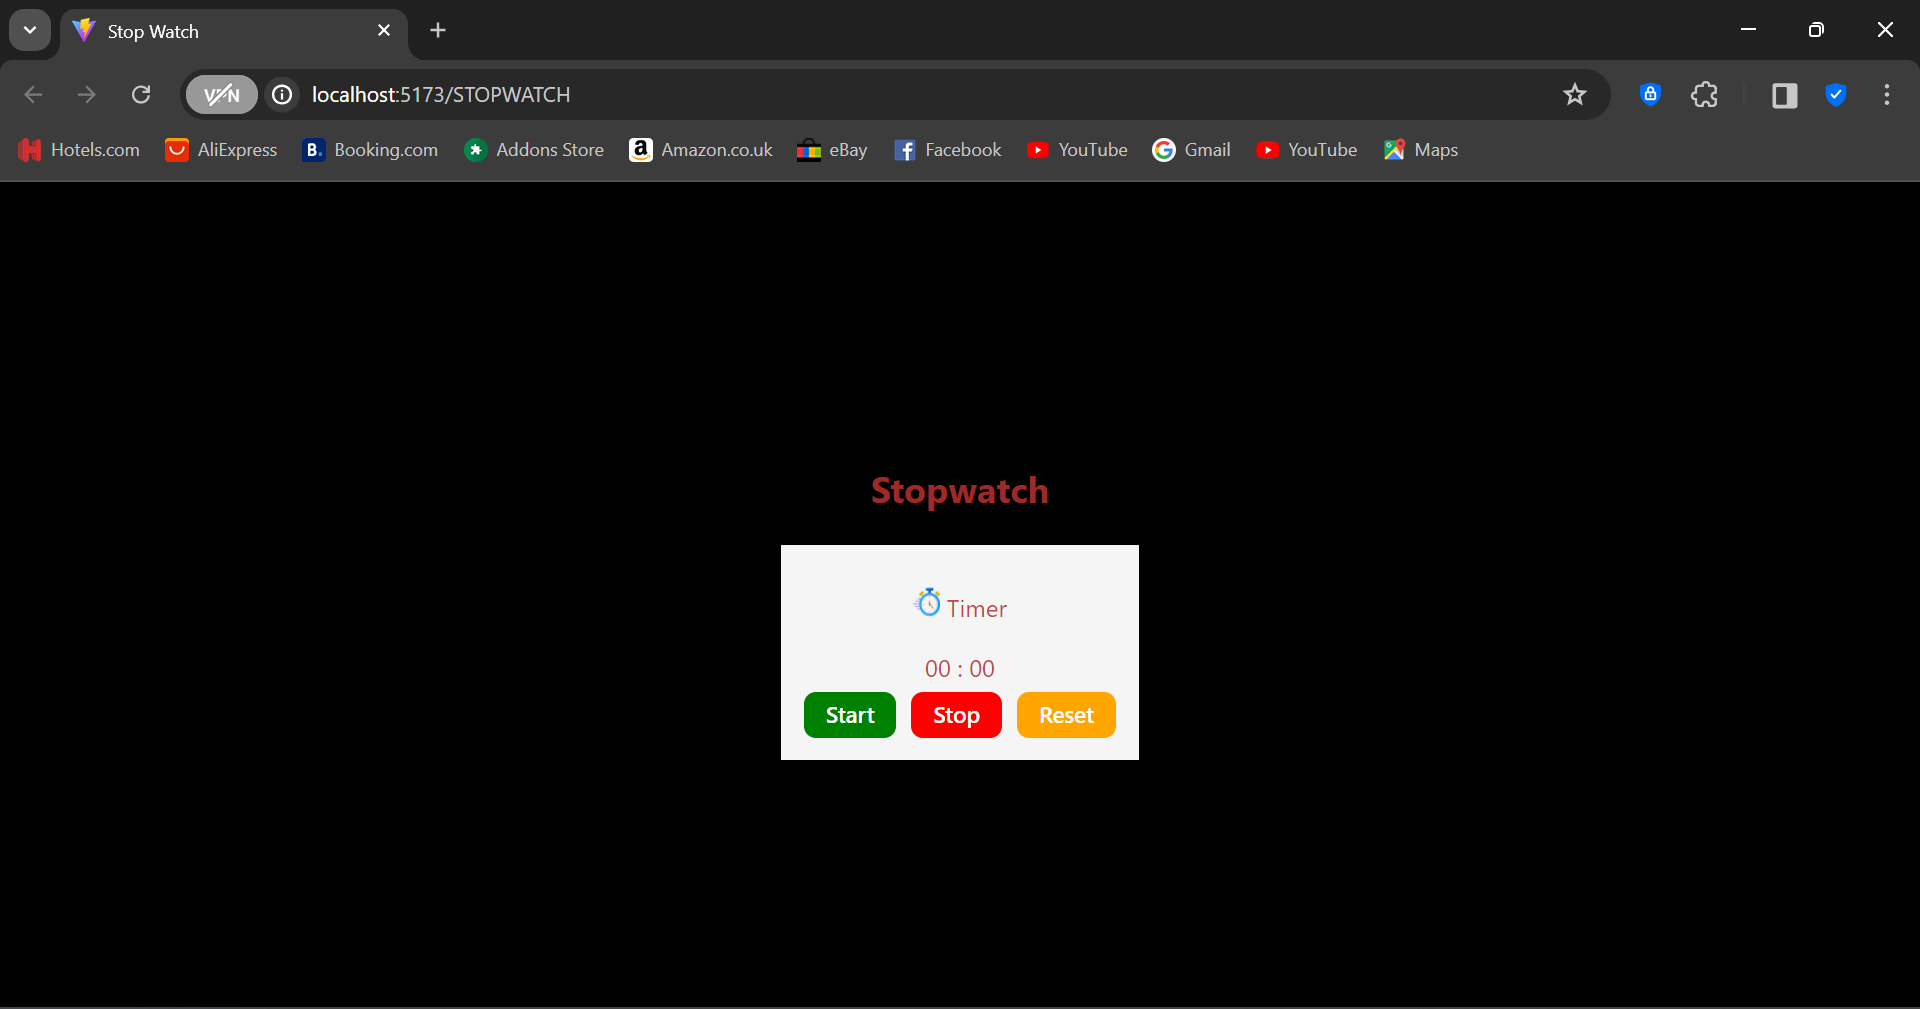 Stop Watch
VPN localhost:5173/STOPWATCH
Hotels.com AliExpress B. Booking.com Addons Store a Amazon.co.uk eBay f Facebook YouTube G Gmail YouTube G Maps
Stopwatch
Timer
00 : 00
Start Stop Reset